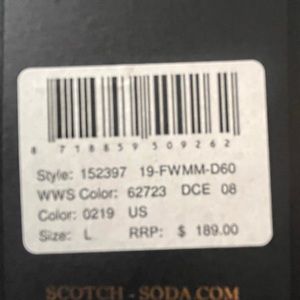 8 718859 509262
Style: 152397 19-FWMM-D60
WWS Color: 62723 DCE 08
Color: 0219 US
Size: L RRP: $ 189.00
SCOTCH - SODA.COM